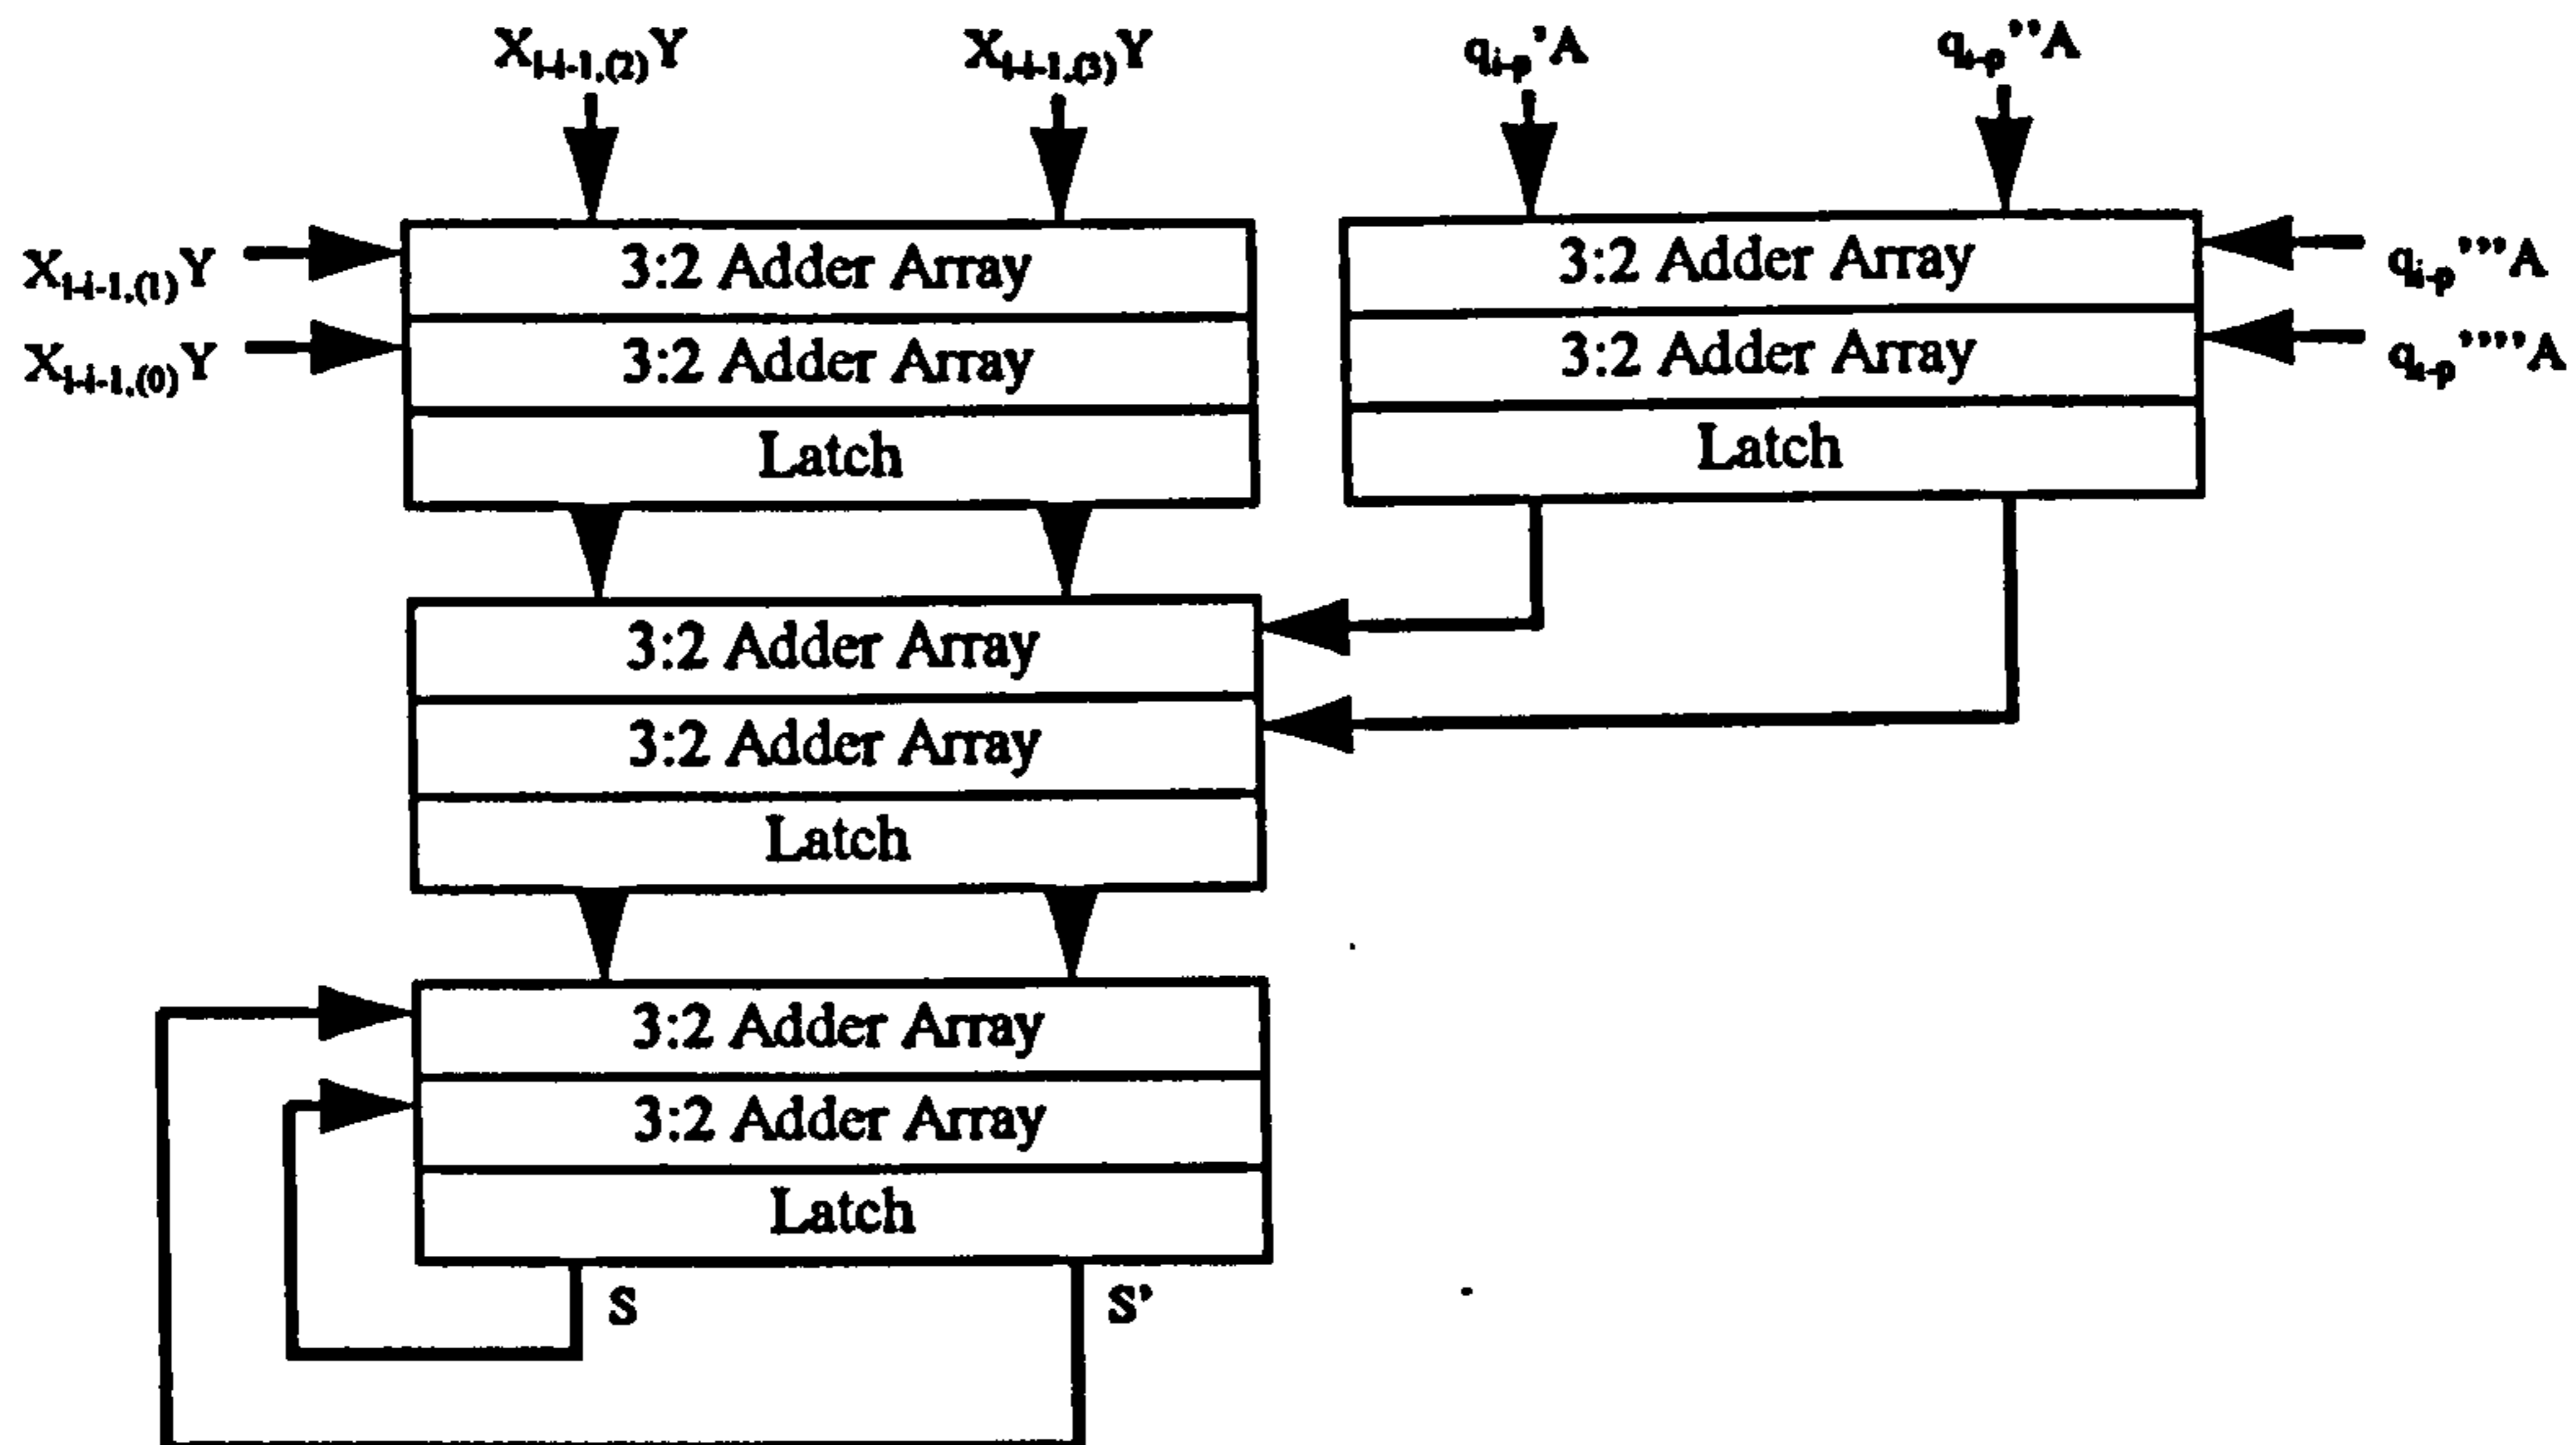 X_{i-i-1,(2)}Y X_{i-i-1,(3)}Y q_{i-p}’A q_{i-p}’’A
X_{i-i-1,(1)}Y 3:2 Adder Array 3:2 Adder Array q_{i-p}’’’A
X_{i-i-1,(0)}Y 3:2 Adder Array 3:2 Adder Array q_{i-p}’’’’A
Latch Latch
3:2 Adder Array
3:2 Adder Array
Latch
3:2 Adder Array
3:2 Adder Array
Latch
S S’